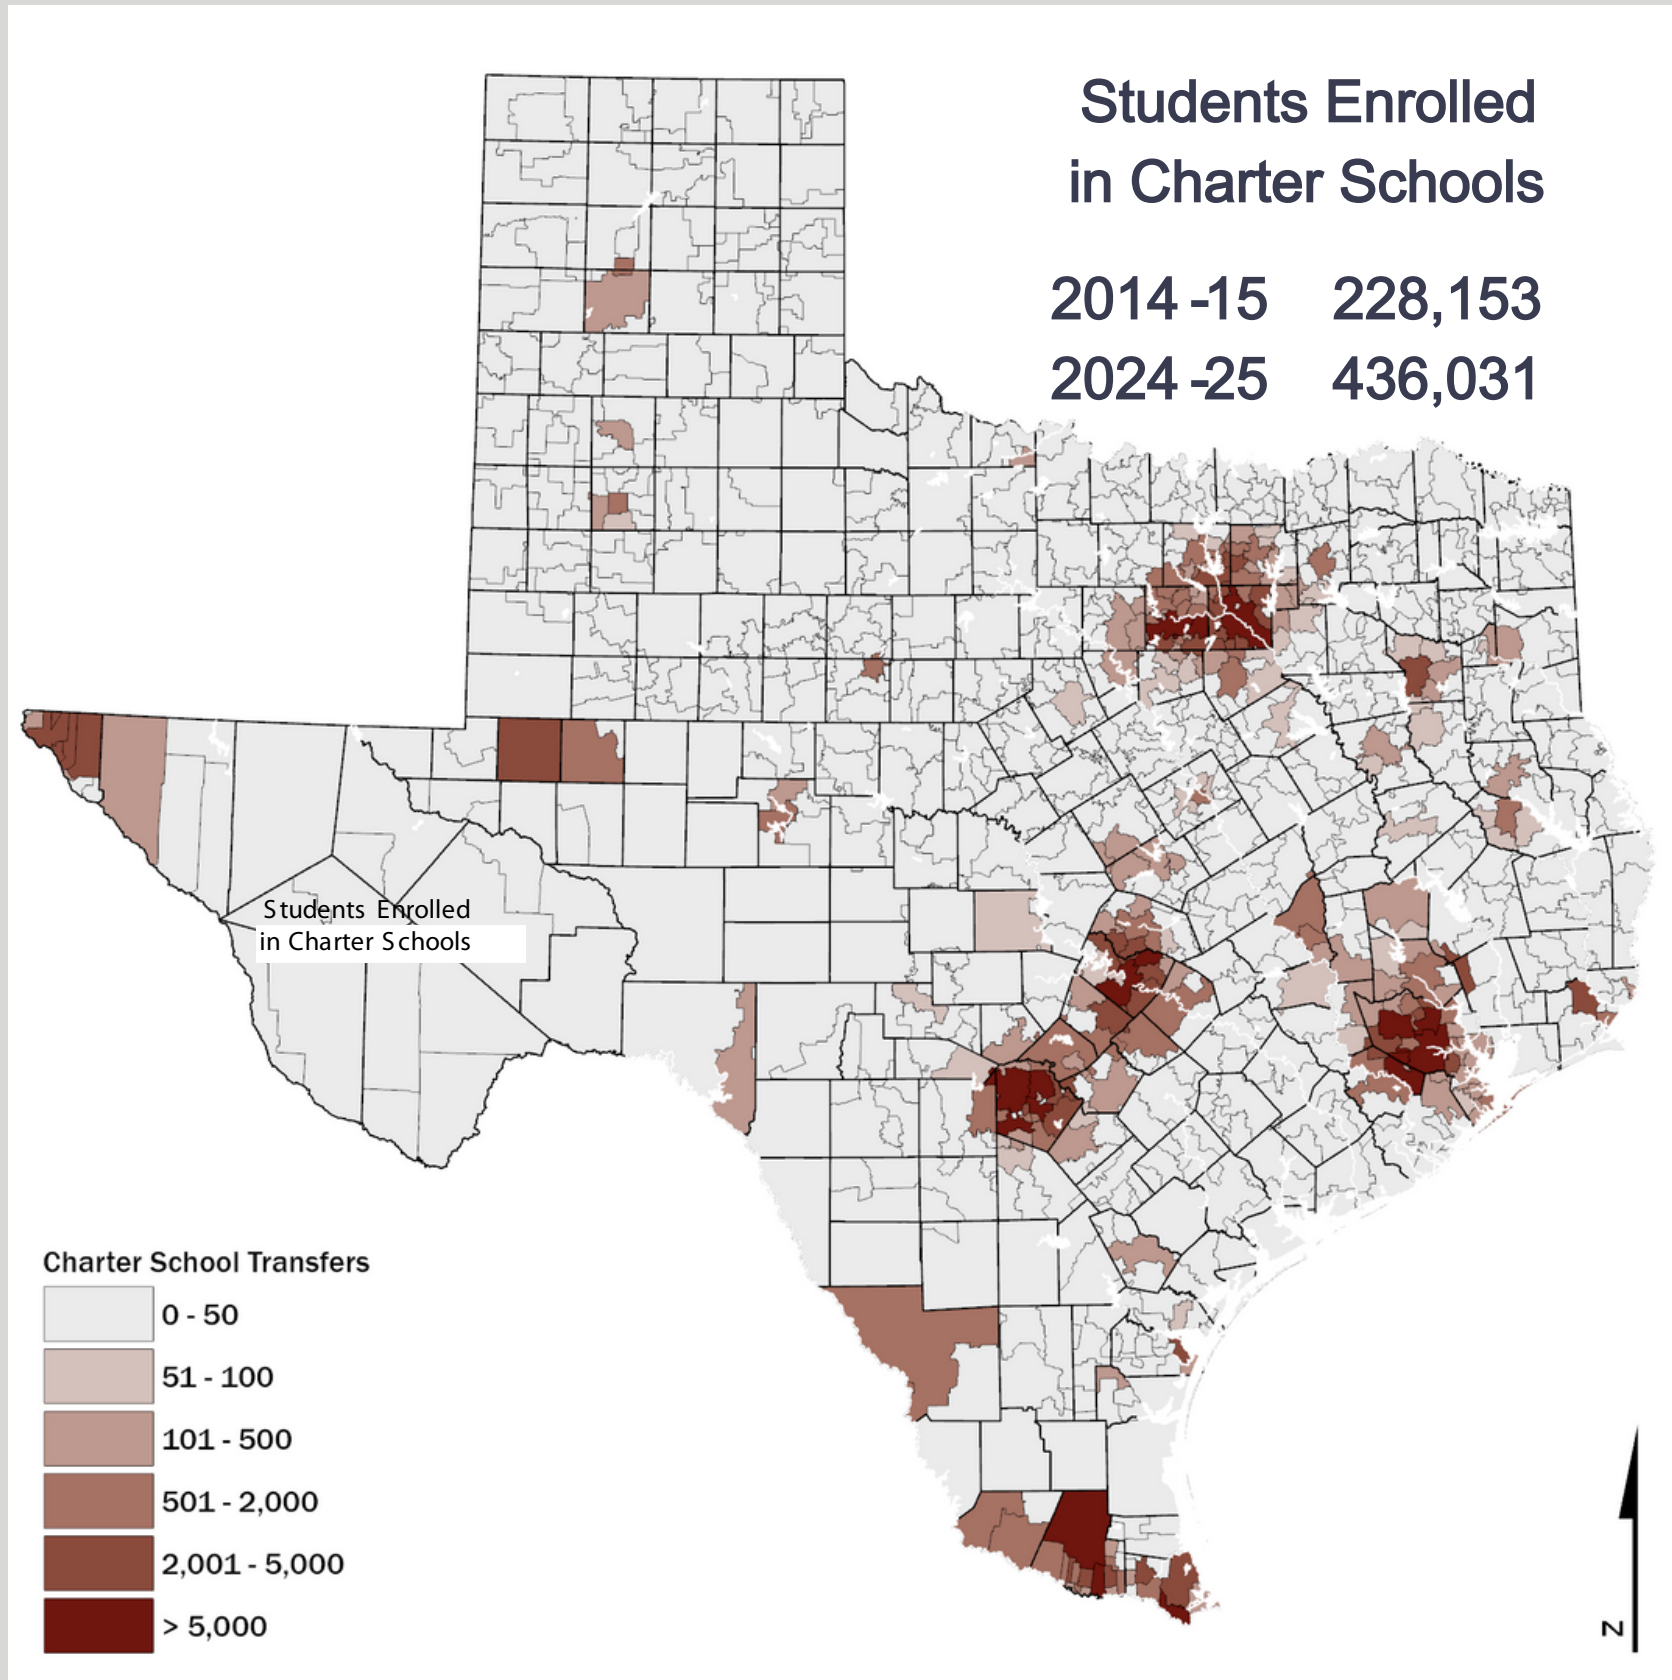 Students Enrolled
in Charter Schools
2014-15 228,153
2024-25 436,031
Students Enrolled
in Charter Schools
Charter School Transfers
0 - 50
51 - 100
101 - 500
501 - 2,000
2,001 - 5,000
> 5,000
N